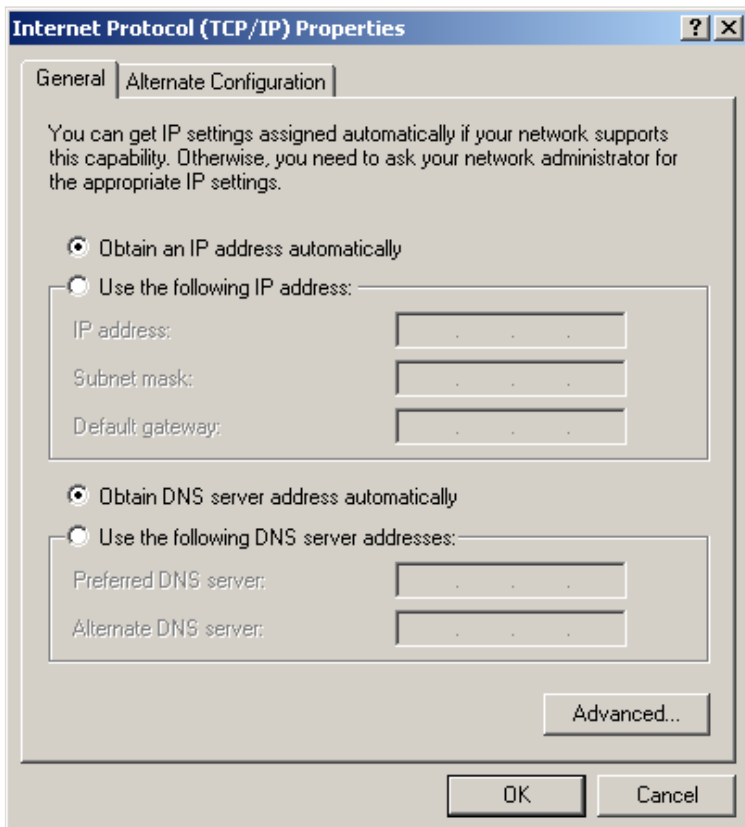 Internet Protocol (TCP/IP) Properties
General
Alternate Configuration
You can get IP settings assigned automatically if your network supports
this capability. Otherwise, you need to ask your network administrator for
the appropriate IP settings.
Obtain an IP address automatically
Use the following IP address:
IP address:
Subnet mask:
Default gateway:
Obtain DNS server address automatically
Use the following DNS server addresses:
Preferred DNS server:
Alternate DNS server:
Advanced...
OK
Cancel